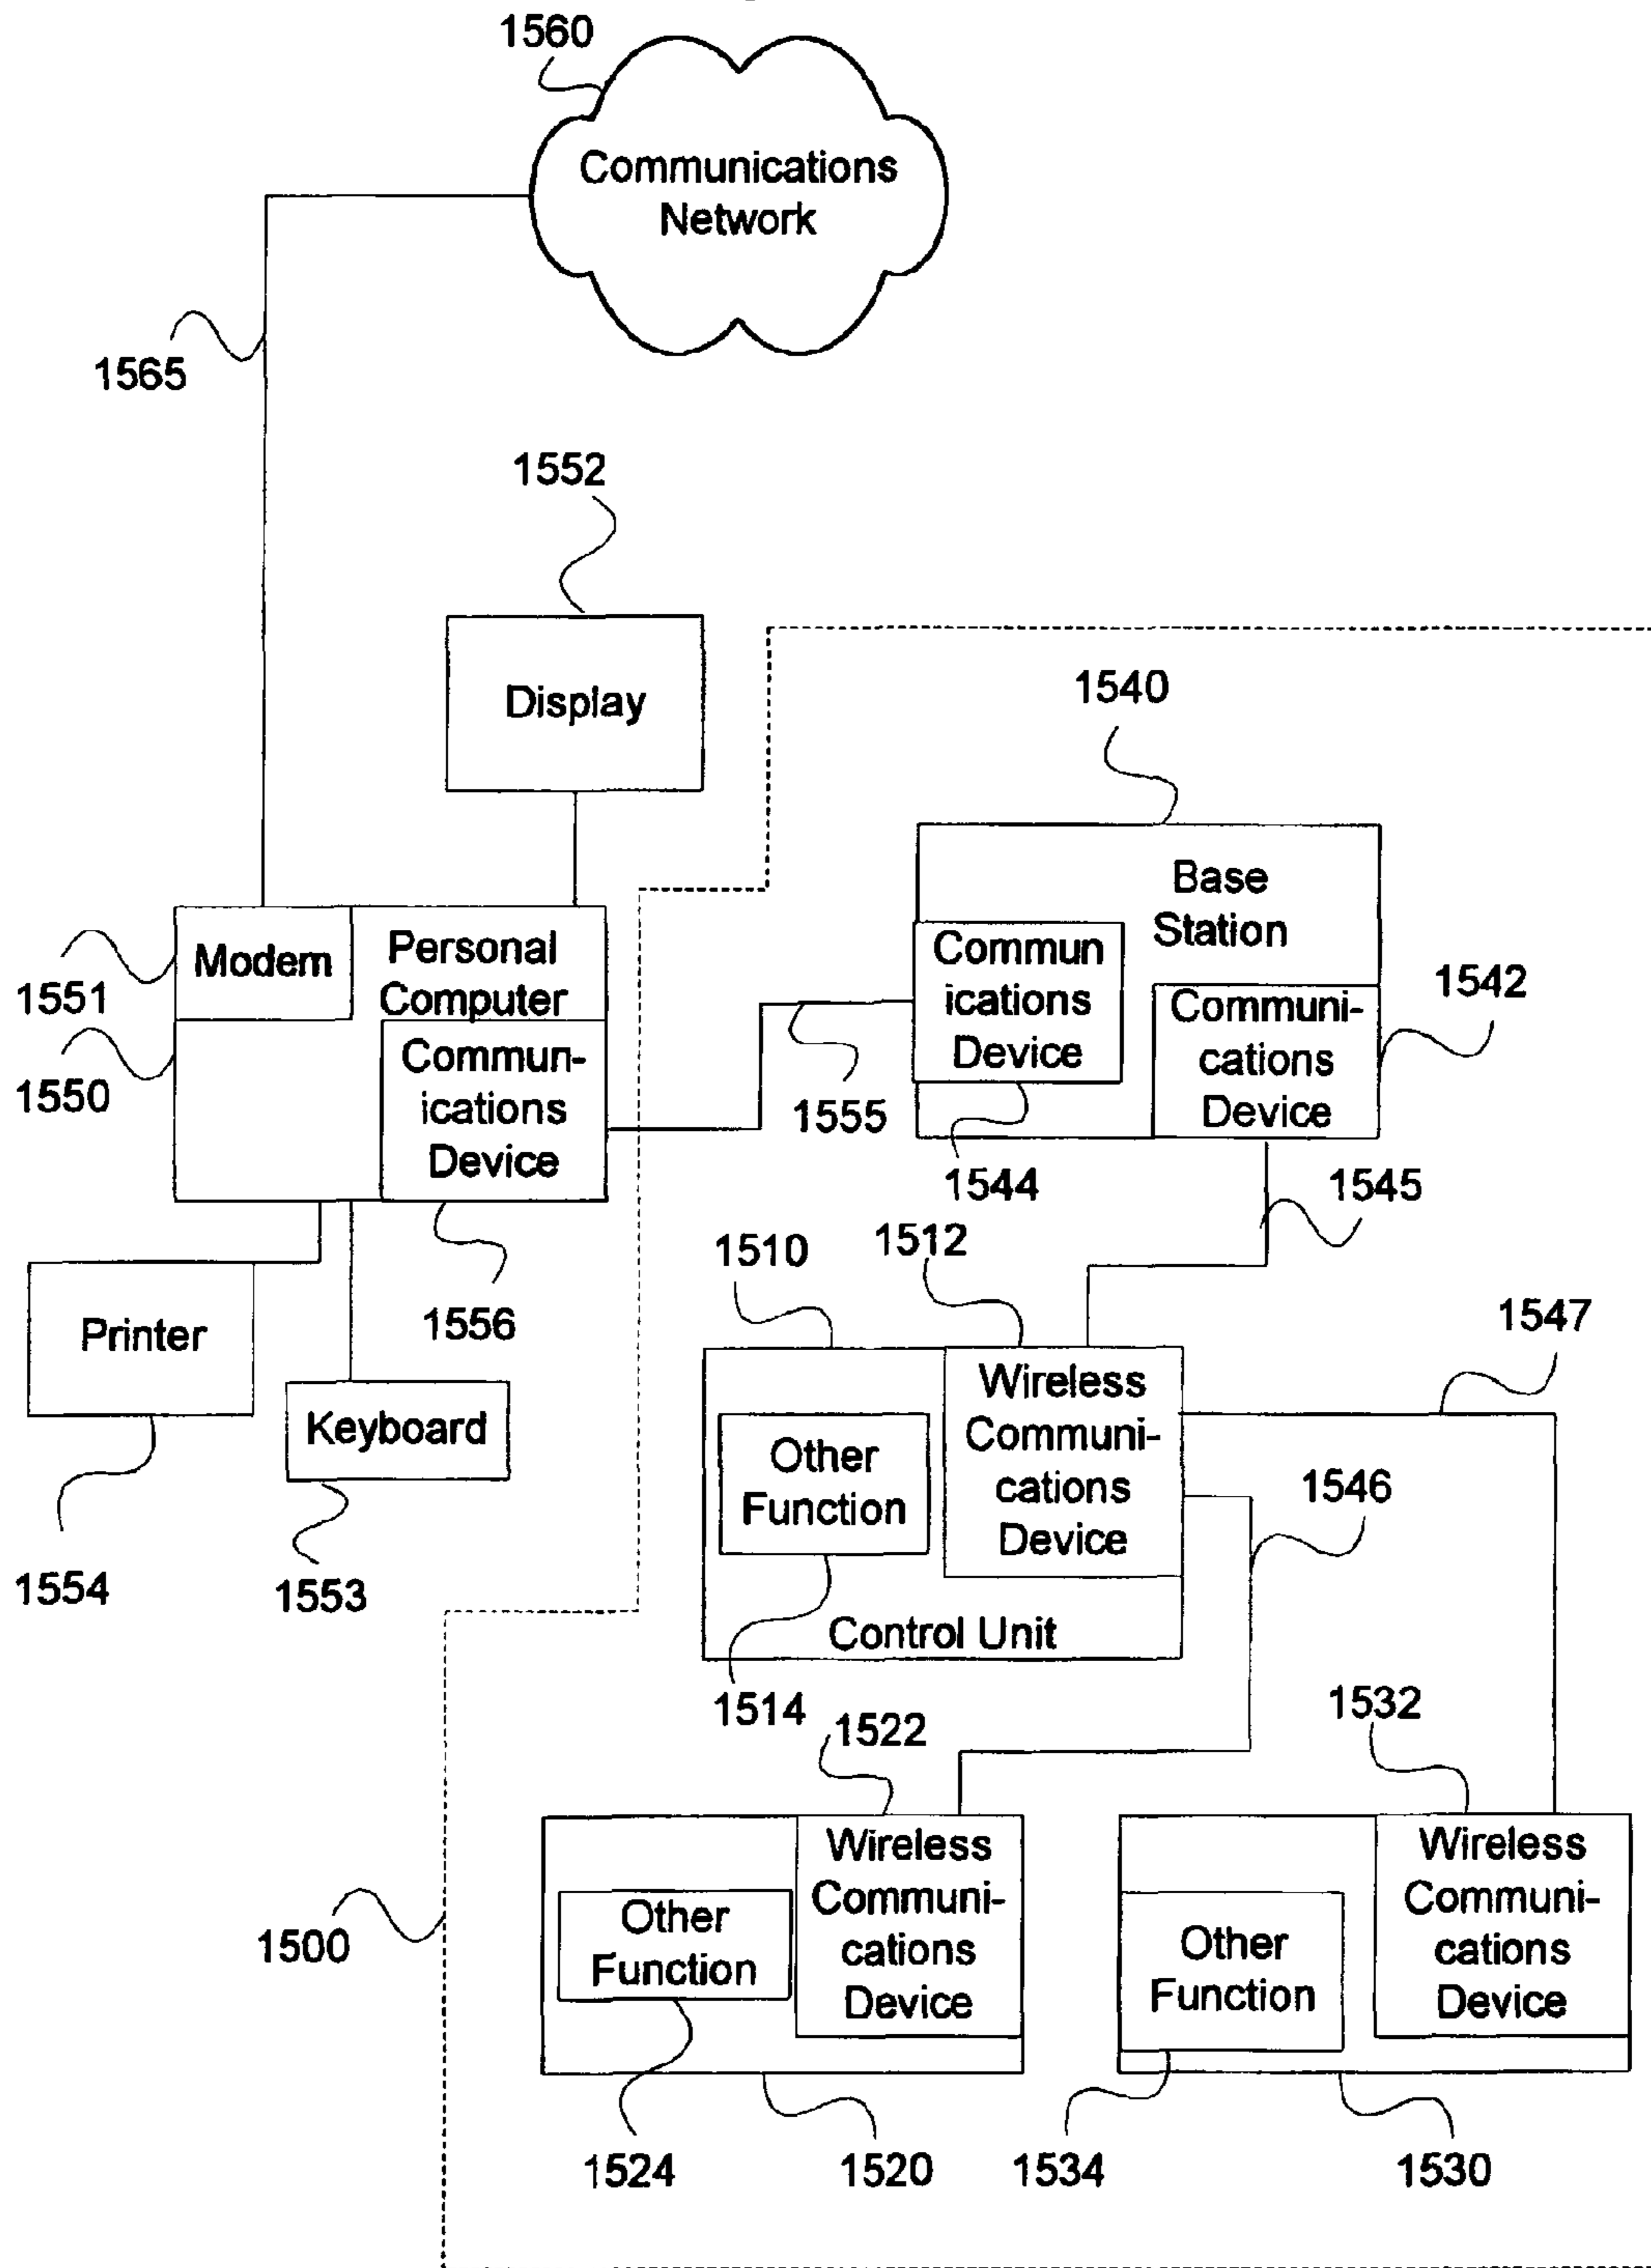 1560
Communications
Network
1565
1552
Display
1540
Base
Station
Modem
Personal
Computer
Commun
ications
Device
Communi-
cations
Device
1542
1551
1550
Commun-
ications
Device
1555
1544
1545
1510
1512
1556
1547
Printer
Keyboard
Wireless
Communi-
cations
Device
Other
Function
1546
1554
1553
Control Unit
1514
1522
1532
Wireless
Communi-
cations
Device
Other
Function
Wireless
Communi-
cations
Device
Other
Function
1500
1524
1520
1534
1530